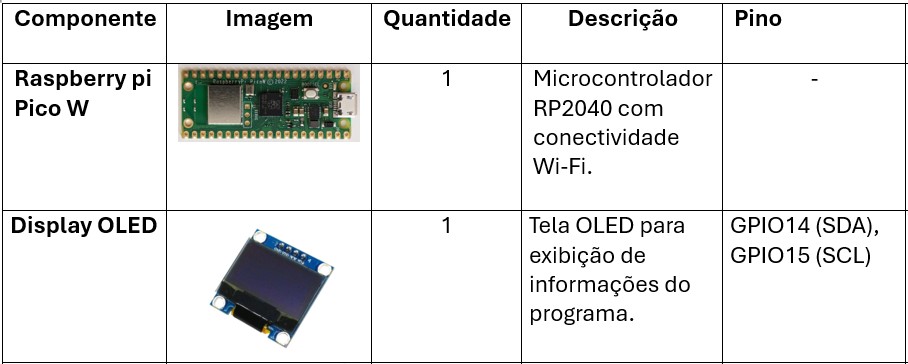 Componente Imagem Quantidade Descrição Pino
Raspberry pi 1 Microcontrolador -
Pico W RP2040 com
conectividade
Wi-Fi.
Display OLED 1 Tela OLED para GPIO14 (SDA),
exibição de GPIO15 (SCL)
informações do
programa.